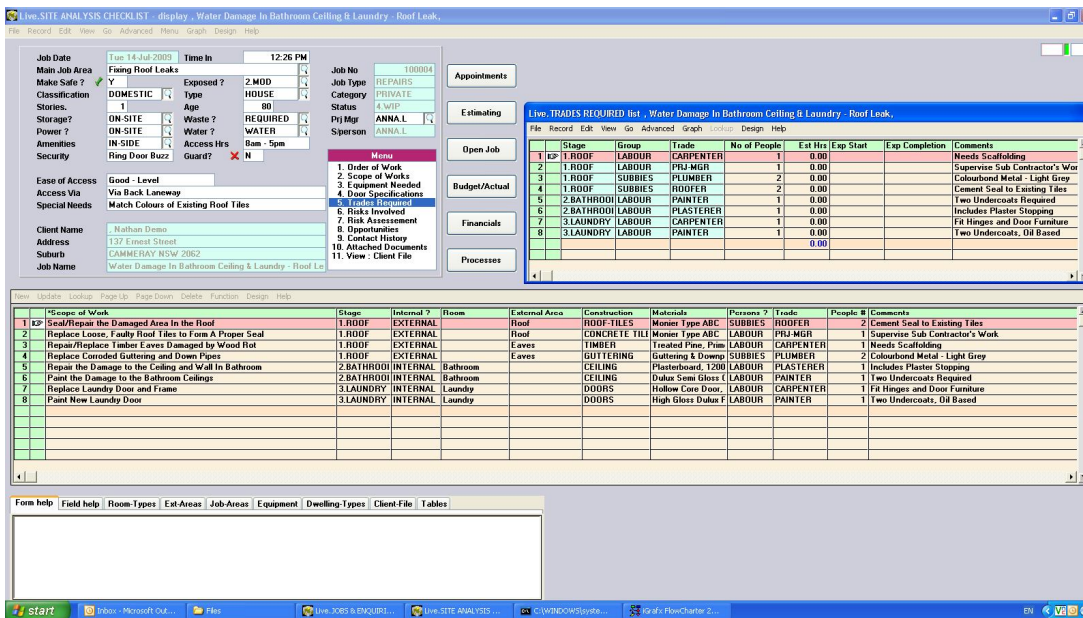 Live.SITE ANALYSIS CHECKLIST - display , Water Damage In Bathroom Ceiling & Laundry - Roof Leak,
File Record Edit View Go Advanced Menu Graph Design Help
Job Date Tue 14-Jul-2009 Time In 12:26 PM
Main Job Area Fixing Roof Leaks Job No 100004
Make Safe ? Y Exposed ? 2.MOD Job Type REPAIRS
Classification DOMESTIC Type HOUSE Category PRIVATE
Stories. 1 Age 80 Status 4.WIP
Storage? ON-SITE Waste ? REQUIRED Prj Mgr ANNA.L
Power ? ON-SITE Water ? WATER S/person ANNA.L
Amenities IN-SIDE Access Hrs 8am - 5pm
Security Ring Door Buzz Guard? N
Ease of Access Good - Level
Access Via Via Back Laneway
Special Needs Match Colours of Existing Roof Tiles
Client Name . Nathan Demo
Address 137 Ernest Street
Suburb CAMMERAY NSW 2062
Job Name Water Damage In Bathroom Ceiling & Laundry - Roof Le
Menu
1. Order of Work
2. Scope of Works
3. Equipment Needed
4. Door Specifications
5. Trades Required
6. Risks Involved
7. Risk Assessment
8. Opportunities
9. Contact History
10. Attached Documents
11. View : Client File
Appointments
Estimating
Open Job
Budget/Actual
Financials
Processes
Live.TRADES REQUIRED list , Water Damage In Bathroom Ceiling & Laundry - Roof Leak,
File Record Edit View Go Advanced Graph Lookup Design Help
Stage Group Trade No of People Est Hrs Exp Start Exp Completion Comments
1 1.ROOF LABOUR CARPENTER 1 0.00 Needs Scaffolding
2 1.ROOF LABOUR PRJ-MGR 1 0.00 Supervise Sub Contractor's Wor
3 1.ROOF SUBBIES PLUMBER 2 0.00 Colourbond Metal - Light Grey
4 1.ROOF SUBBIES ROOFER 2 0.00 Cement Seal to Existing Tiles
5 2.BATHROOI LABOUR PAINTER 1 0.00 Two Undercoats Required
6 2.BATHROOI LABOUR PLASTERER 1 0.00 Includes Plaster Stopping
7 3.LAUNDRY LABOUR CARPENTER 1 0.00 Fit Hinges and Door Furniture
8 3.LAUNDRY LABOUR PAINTER 1 0.00 Two Undercoats, Oil Based
0.00
New Update Lookup Page Up Page Down Delete Function Design Help
*Scope of Work Stage Internal ? Room External Area Construction Materials Persons ? Trade People # Comments
1 Seal/Repair the Damaged Area In the Roof 1.ROOF EXTERNAL Roof ROOF-TILES Monier Type ABC SUBBIES ROOFER 2 Cement Seal to Existing Tiles
2 Replace Loose, Faulty Roof Tiles to Form A Proper Seal 1.ROOF EXTERNAL Roof CONCRETE TILE Monier Type ABC LABOUR PRJ-MGR 1 Supervise Sub Contractor's Work
3 Repair/Replace Timber Eaves Damaged by Wood Rot 1.ROOF EXTERNAL Eaves TIMBER Treated Pine, Prim LABOUR CARPENTER 1 Needs Scaffolding
4 Replace Corroded Guttering and Down Pipes 1.ROOF EXTERNAL Eaves GUTTERING Guttering & Downp SUBBIES PLUMBER 2 Colourbond Metal - Light Grey
5 Repair the Damage to the Ceiling and Wall In Bathroom 2.BATHROOI INTERNAL Bathroom CEILING Plasterboard, 1200 LABOUR PLASTERER 1 Includes Plaster Stopping
6 Paint the Damage to the Bathroom Ceilings 2.BATHROOI INTERNAL Bathroom CEILING Dulux Semi Gloss ( LABOUR PAINTER 1 Two Undercoats Required
7 Replace Laundry Door and Frame 3.LAUNDRY INTERNAL Laundry DOORS Hollow Core Door, LABOUR CARPENTER 1 Fit Hinges and Door Furniture
8 Paint New Laundry Door 3.LAUNDRY INTERNAL Laundry DOORS High Gloss Dulux F LABOUR PAINTER 1 Two Undercoats, Oil Based
Form help Field help Room-Types Ext-Areas Job-Areas Equipment Dwelling-Types Client-File Tables
start Inbox - Microsoft Out... Files Live.JOBS & ENQUIRI... Live.SITE ANALYSIS ... C:\WINDOWS\syste... iGrafx FlowCharter 2... EN